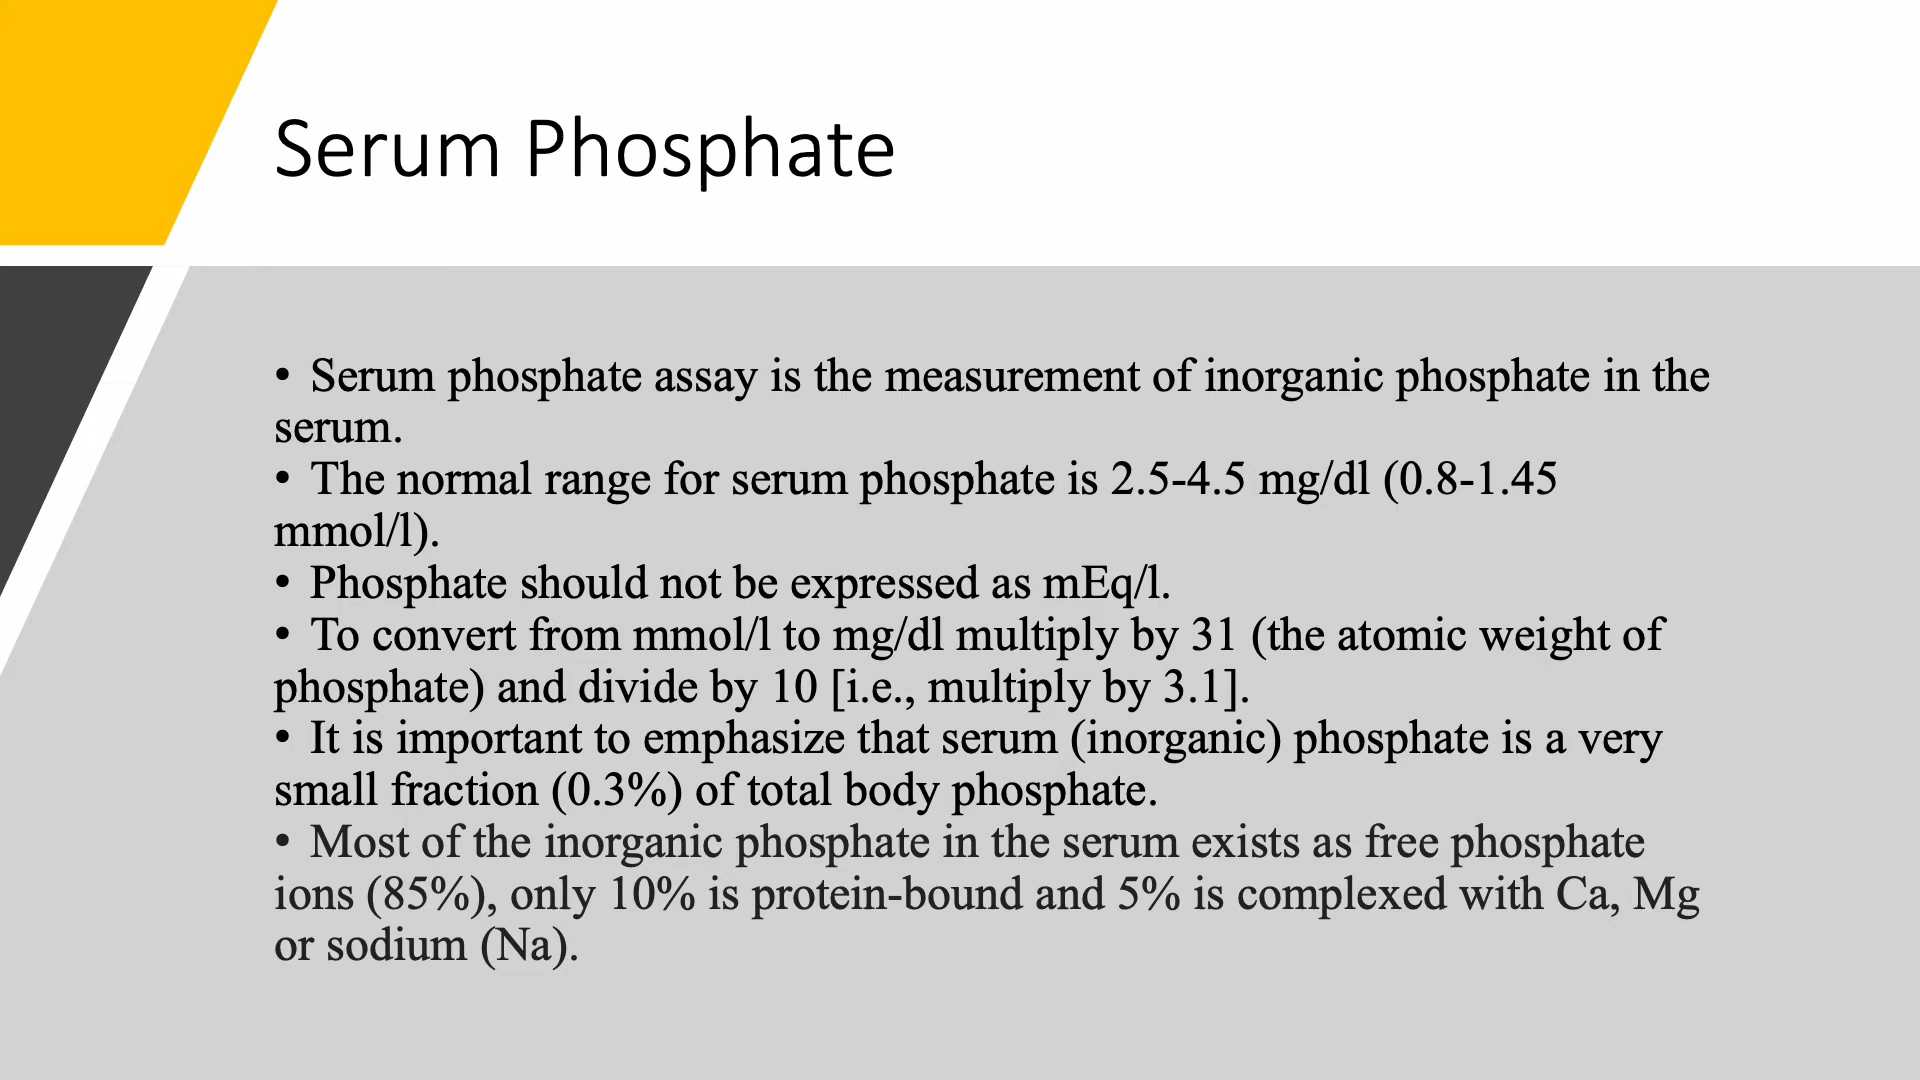 Serum Phosphate
• Serum phosphate assay is the measurement of inorganic phosphate in the
serum.
• The normal range for serum phosphate is 2.5-4.5 mg/dl (0.8-1.45
mmol/l).
• Phosphate should not be expressed as mEq/l.
• To convert from mmol/l to mg/dl multiply by 31 (the atomic weight of
phosphate) and divide by 10 [i.e., multiply by 3.1].
• It is important to emphasize that serum (inorganic) phosphate is a very
small fraction (0.3%) of total body phosphate.
• Most of the inorganic phosphate in the serum exists as free phosphate
ions (85%), only 10% is protein-bound and 5% is complexed with Ca, Mg
or sodium (Na).